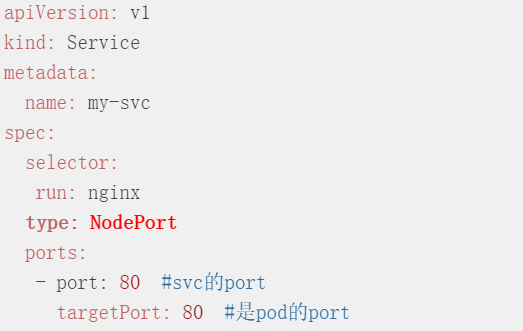 apiVersion: v1
kind: Service
metadata:
  name: my-svc
spec:
  selector:
   run: nginx
  type: NodePort
  ports:
   - port: 80  #svc的port
     targetPort: 80  #是pod的port